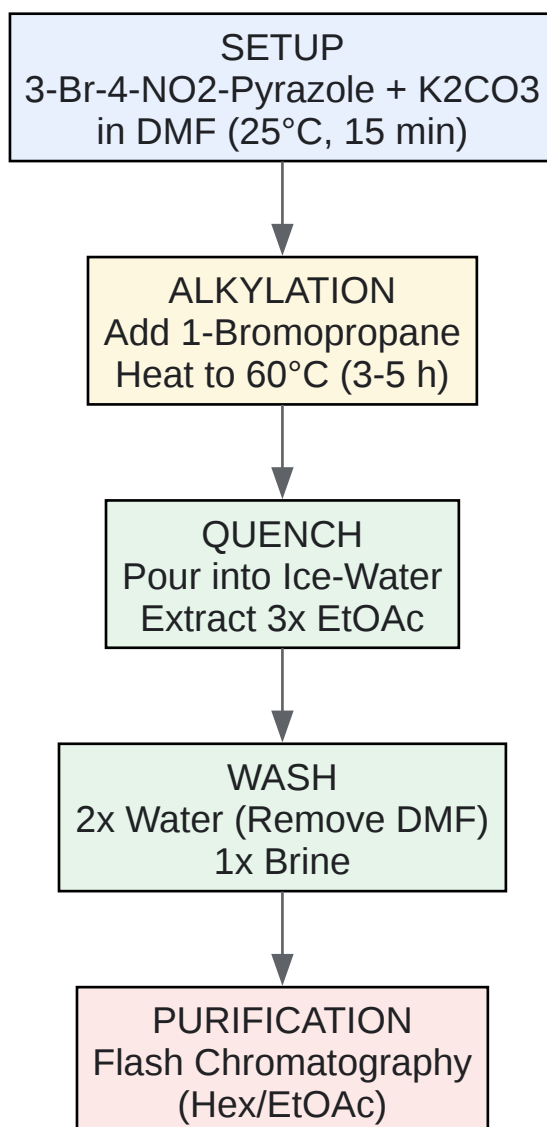 SETUP
3-Br-4-NO2-Pyrazole + K2CO3
in DMF (25°C, 15 min)
ALKYLATION
Add 1-Bromopropane
Heat to 60°C (3-5 h)
QUENCH
Pour into Ice-Water
Extract 3x EtOAc
WASH
2x Water (Remove DMF)
1x Brine
PURIFICATION
Flash Chromatography
(Hex/EtOAc)